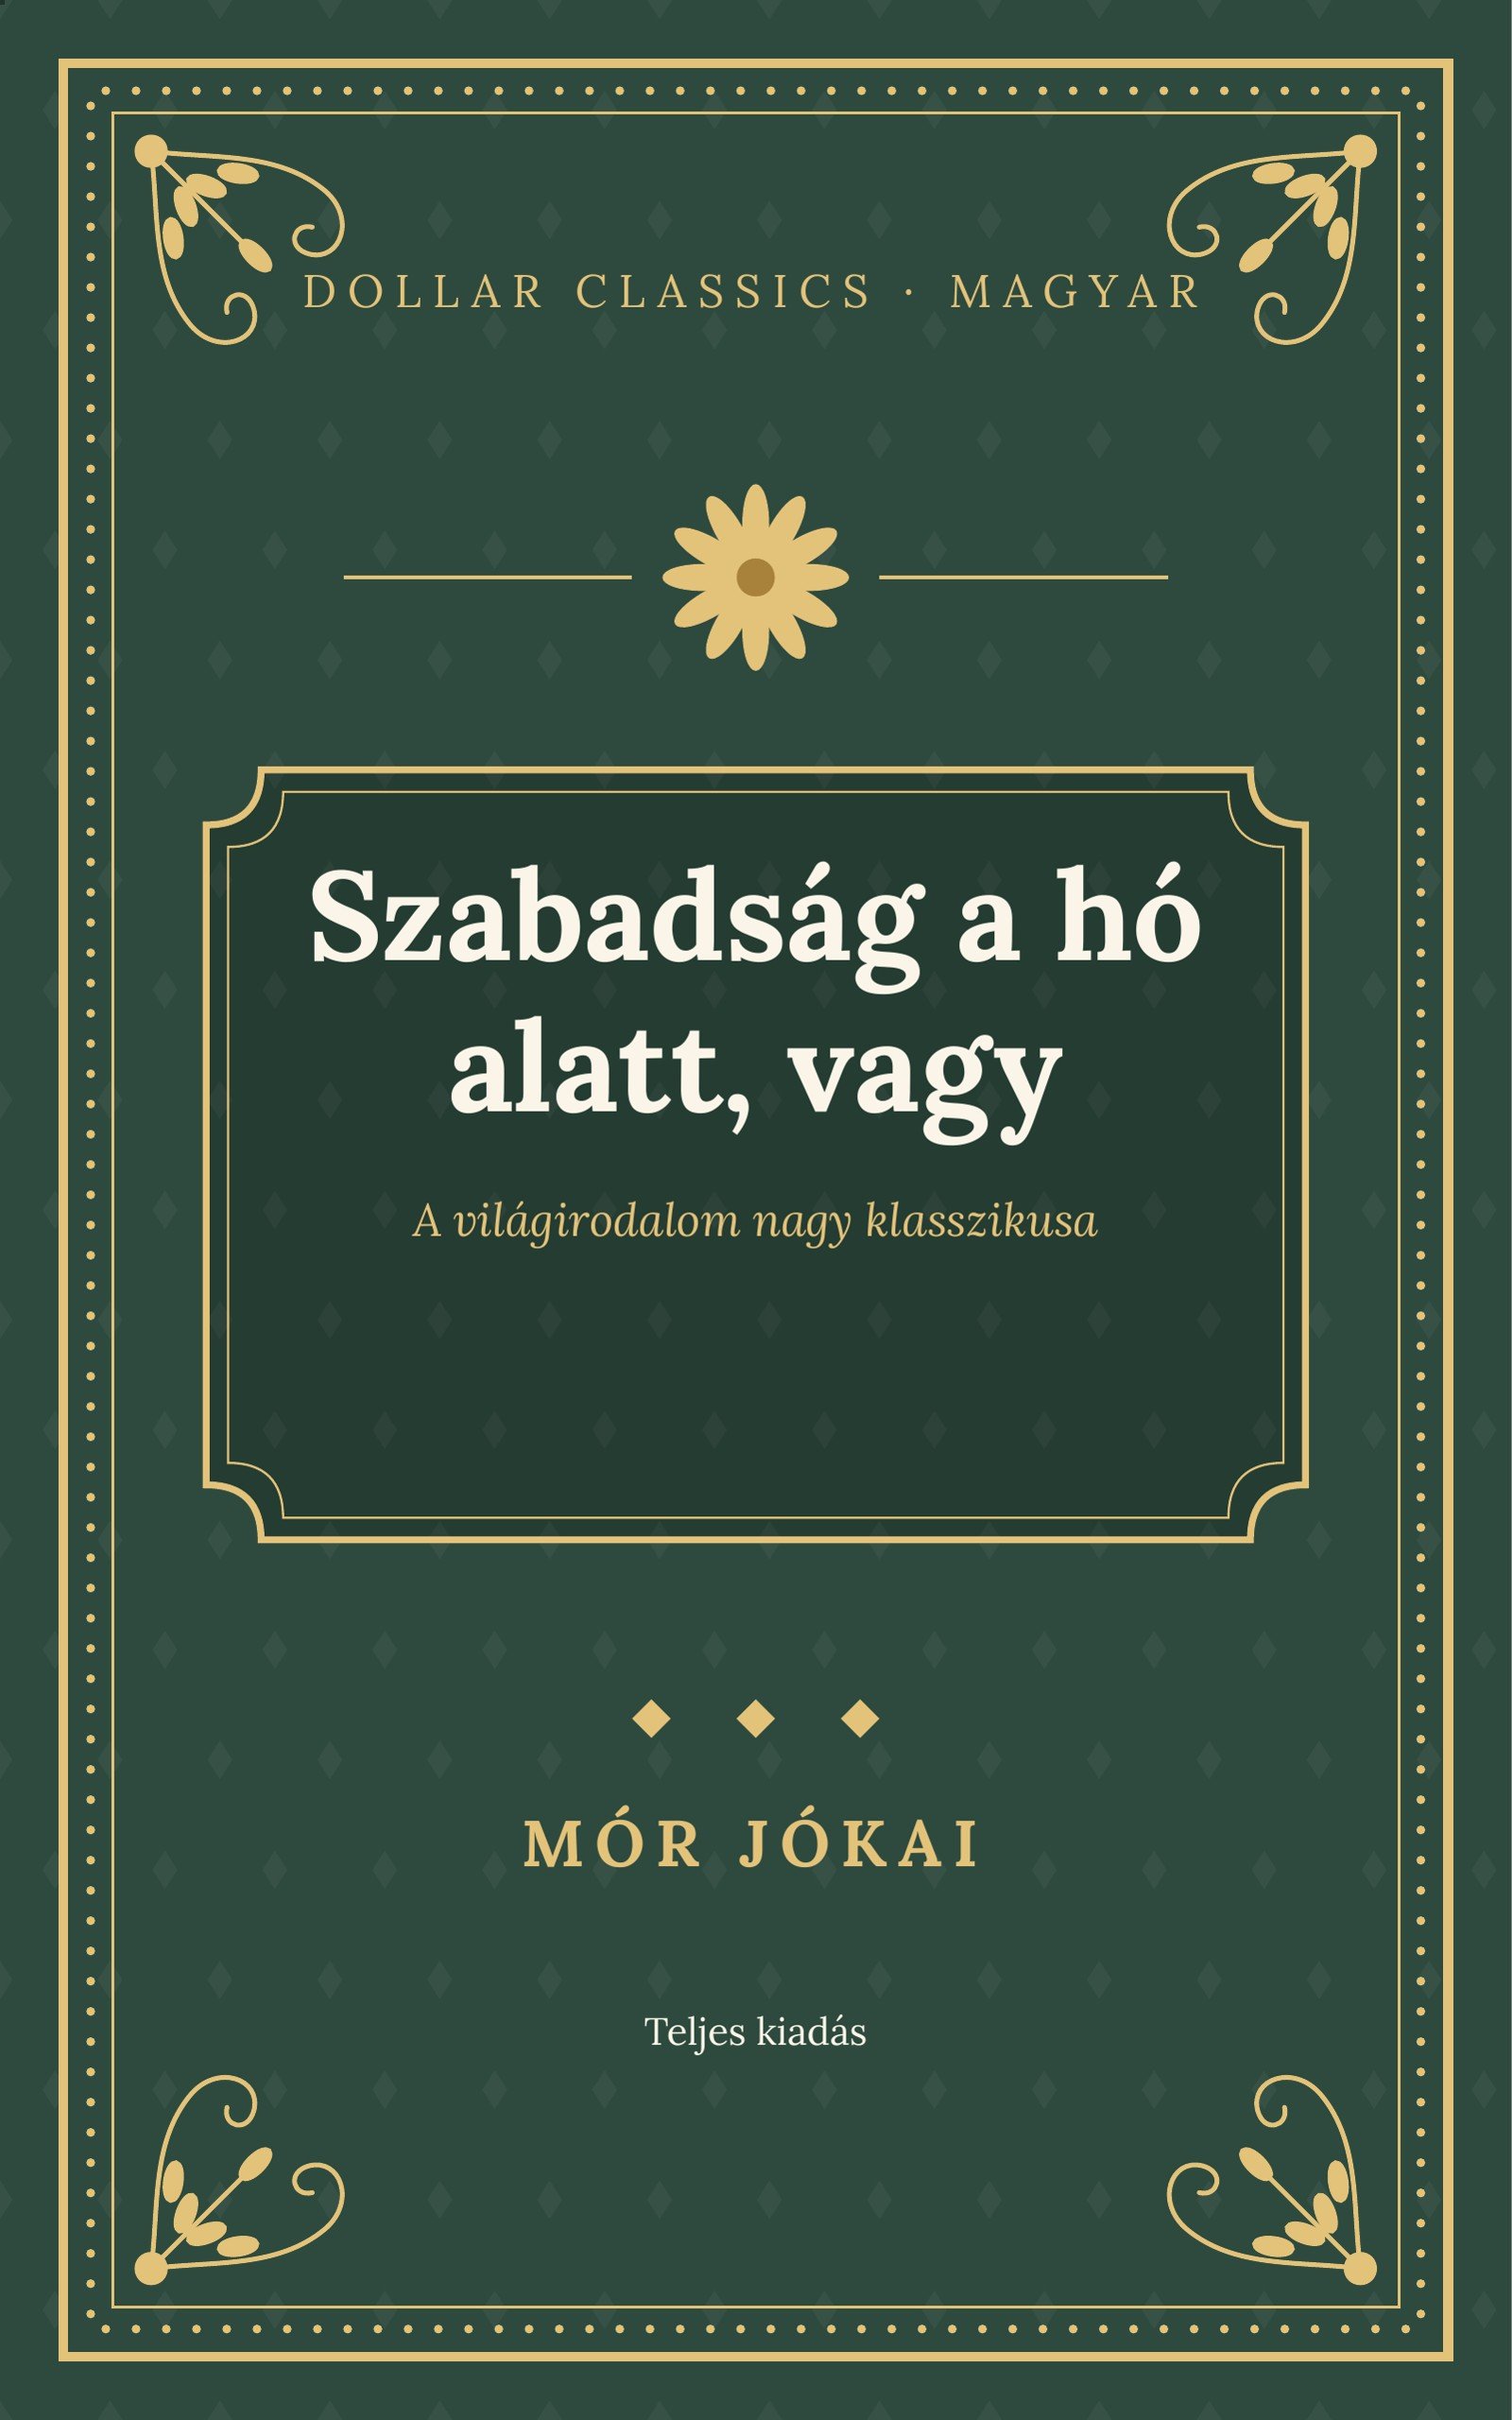 DOLLAR CLASSICS · MAGYAR
Szabadság a hó
alatt, vagy
A világirodalom nagy klasszikusa
MÓR JÓKAI
Teljes kiadás